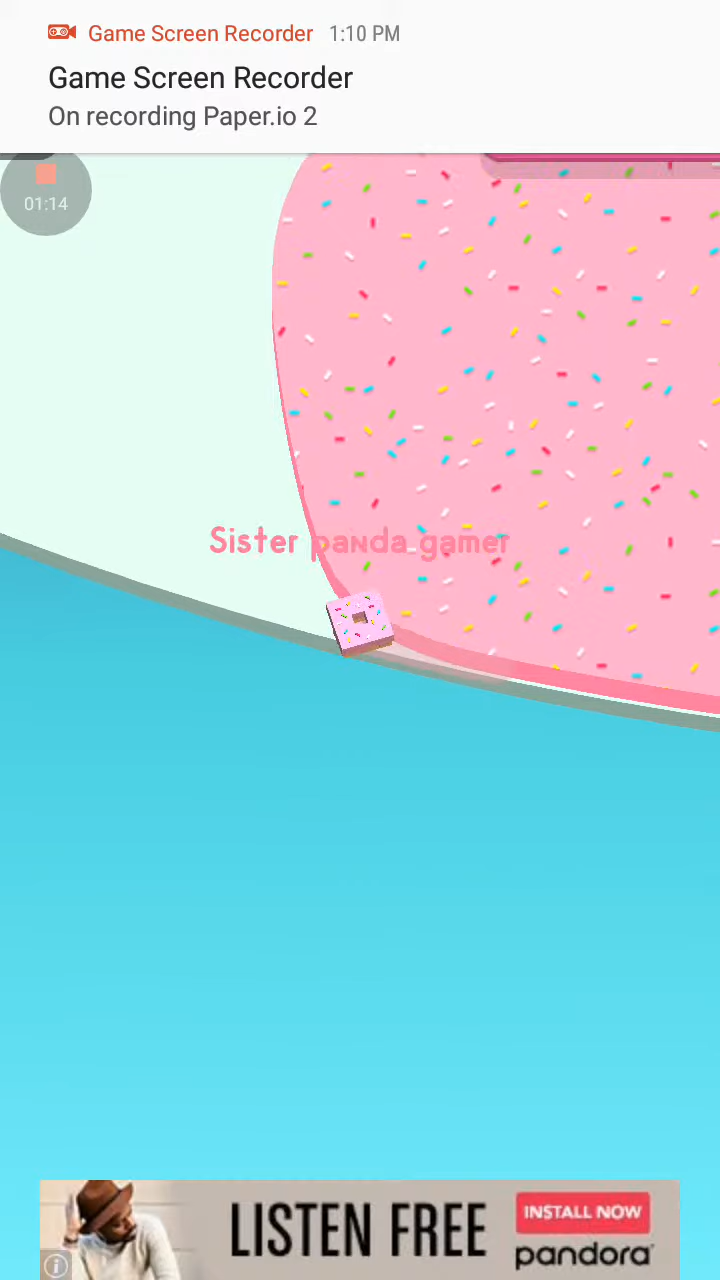 Game Screen Recorder 1:10 PM
Game Screen Recorder
On recording Paper.io 2
01:14
Sister panda gamer
LISTEN FREE
INSTALL NOW
pandora